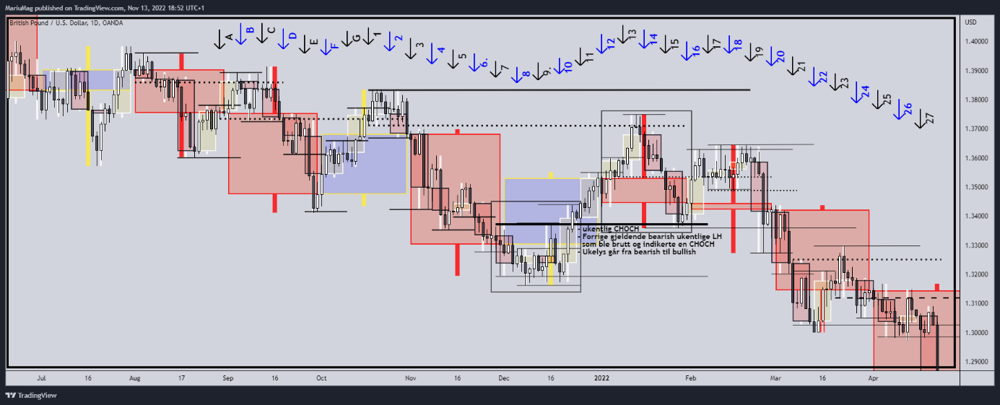 MariuMag published on TradingView.com, Nov 13, 2022 18:52 UTC+1
British Pound / U.S. Dollar, 1D, OANDA
USD
A B C D E F G 1 2 3 4 5 6. 7 8 9. 10 11 12 13 14 15 16 17 18 19 20 21 22 23 24 25 26 27
1.40000
1.39000
1.38000
1.37000
1.36000
1.35000
1.34000
1.33000
1.32000
1.31000
1.30000
1.29000
- ukentlig CHOCH
- Forrige gjeldende bearish ukentlige LH
som ble brutt og indikerte en CHOCH
- Ukelys går fra bearish til bullish
Jul 16 Aug 17 Sep 16 Oct Nov 16 Dec 16 2022 Feb Mar 16 Apr
TradingView